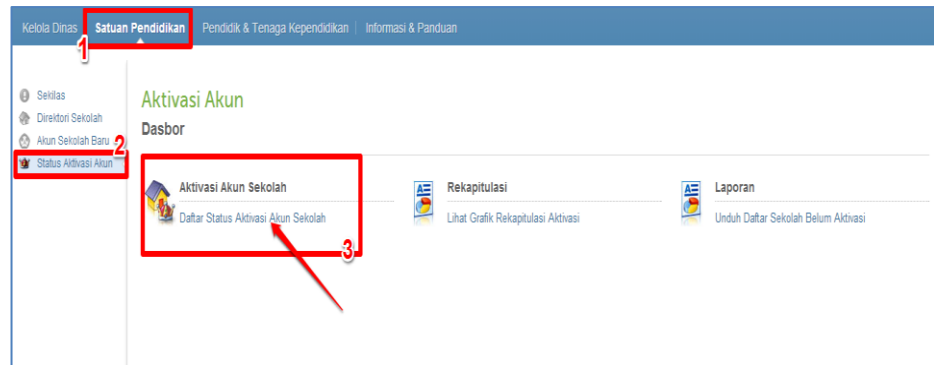 Kelola Dinas Satuan Pendidikan Pendidik & Tenaga Kependidikan Informasi & Panduan
1
Sekilas
Direktori Sekolah
Akun Sekolah Baru
2
Status Aktivasi Akun
Aktivasi Akun
Dasbor
Aktivasi Akun Sekolah
Daftar Status Aktivasi Akun Sekolah
3
Rekapitulasi
Lihat Grafik Rekapitulasi Aktivasi
Laporan
Unduh Daftar Sekolah Belum Aktivasi